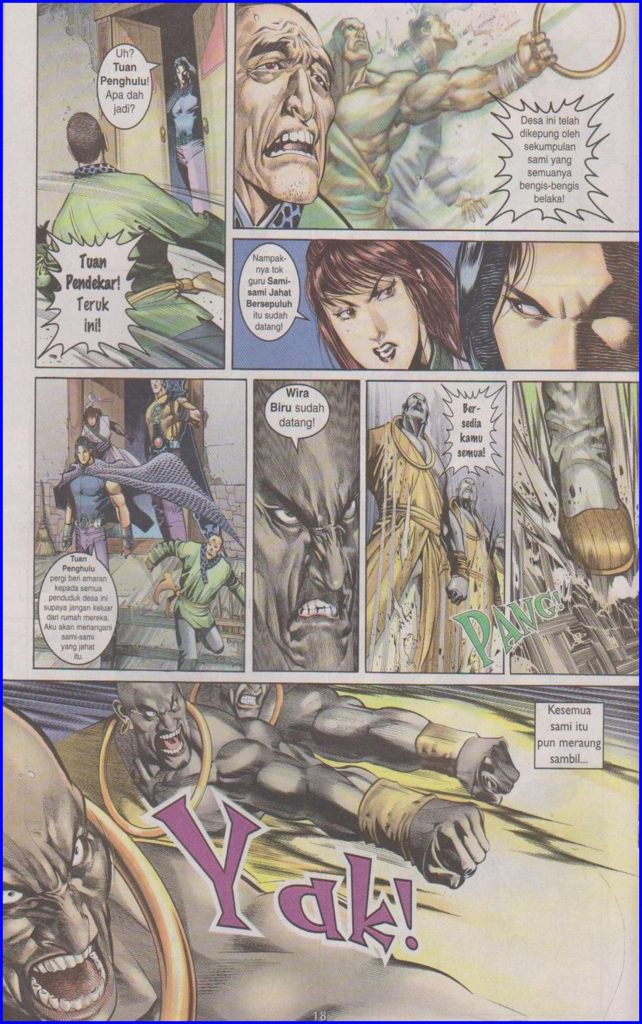 Uh?
Tuan
Penghulu!
Apa dah
jadi?
Tuan
Pendekar!
Teruk
ini!
Desa ini telah
dikepung oleh
sekumpulan
sami yang
semuanya
bengis-bengis
belaka!
Nampak-
nya tok
guru Sami-
sami Jahat
Bersepuluh
itu sudah
datang!
Tuan
Penghulu
pergi beri amaran
kepada semua
penduduk desa ini
supaya jangan keluar
dari rumah mereka.
Aku akan menangani
sami-sami
yang jahat
itu.
Wira
Biru sudah
datang!
Ber-
sedia
kamu
semua!
PANG!
Kesemua
sami itu
pun meraung
sambil...
Yak!
18